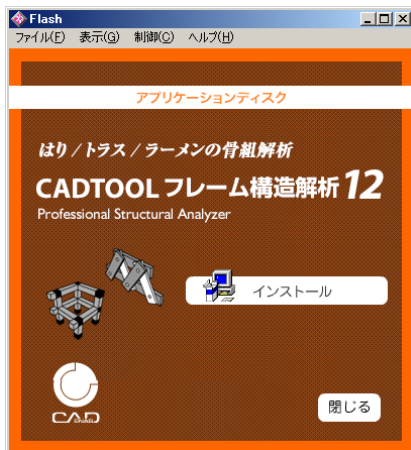 Flash
ファイル(F) 表示(G) 制御(C) ヘルプ(H)
アプリケーションディスク
はり/トラス/ラーメンの骨組解析
CADTOOL フレーム構造解析12
Professional Structural Analyzer
インストール
CAD
閉じる